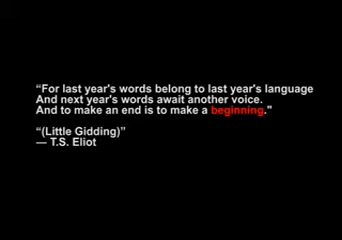 “For last year's words belong to last year's language
And next year's words await another voice.
And to make an end is to make a beginning."
“(Little Gidding)”
— T.S. Eliot